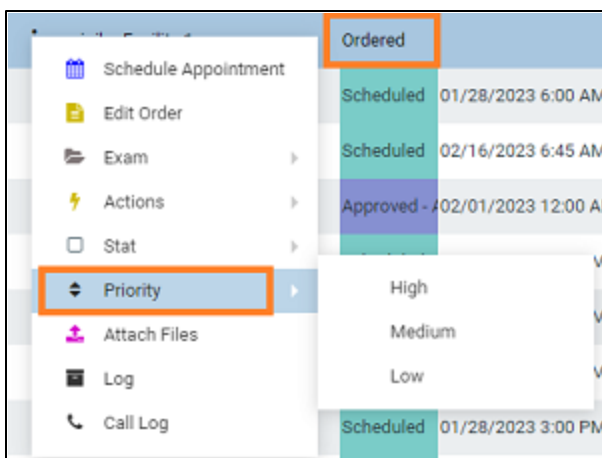 Ordered
Schedule Appointment
Scheduled 01/28/2023 6:00 AM
Edit Order
Exam
Scheduled 02/16/2023 6:45 AM
Actions
Approved - 02/01/2023 12:00 A
Stat
Priority
High
Medium
Attach Files
Low
Log
Call Log
Scheduled 01/28/2023 3:00 PM